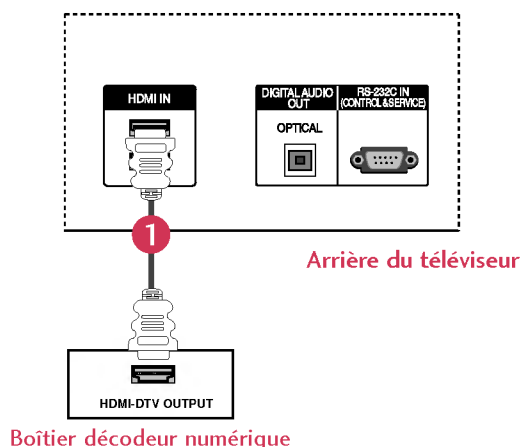 HDMI IN
DIGITAL AUDIO
OUT
OPTICAL
RS-232C IN
(CONTROL & SERVICE)
1
Arrière du téléviseur
HDMI-DTV OUTPUT
Boîtier décodeur numérique